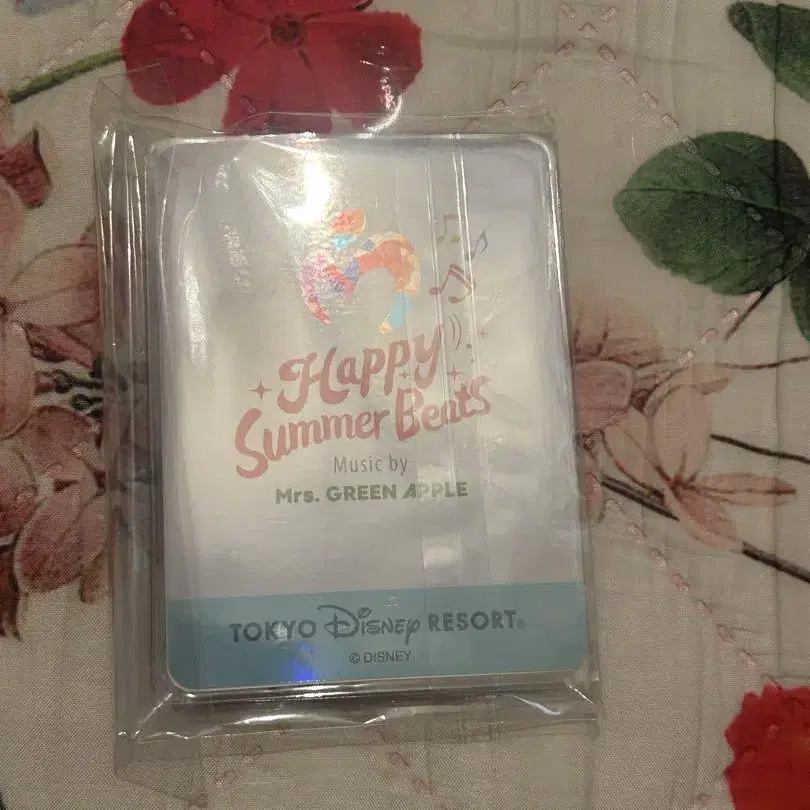 Happy
Summer Beats
Music by
Mrs. GREEN APPLE
TOKYO Disney RESORT®
© DISNEY